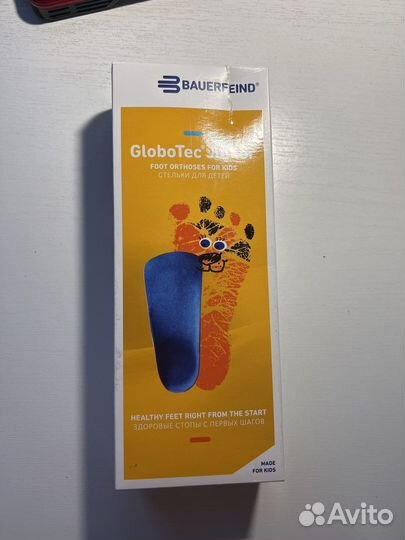 BAUERFEIND®
GloboTec®
FOOT ORTHOSES FOR KIDS
СТЕЛЬКИ ДЛЯ ДЕТЕЙ
HEALTHY FEET RIGHT FROM THE START
ЗДОРОВЫЕ СТОПЫ С ПЕРВЫХ ШАГОВ
MADE
FOR KIDS
Avito